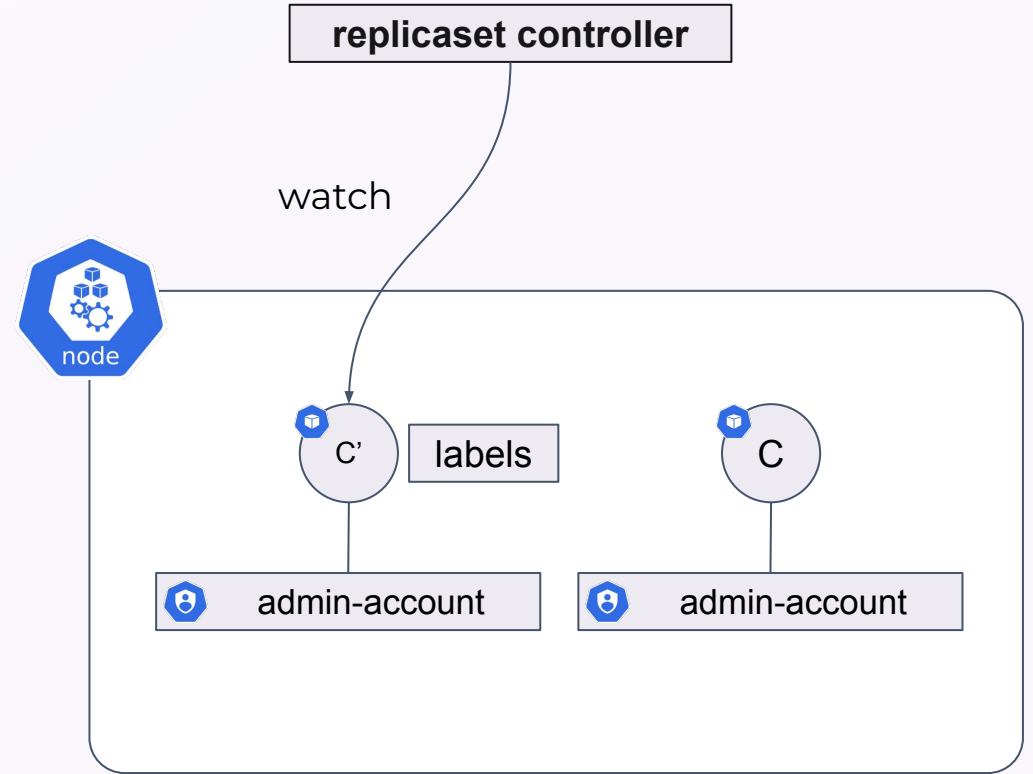 replicaset controller
watch
node
C’
labels
C
admin-account
admin-account